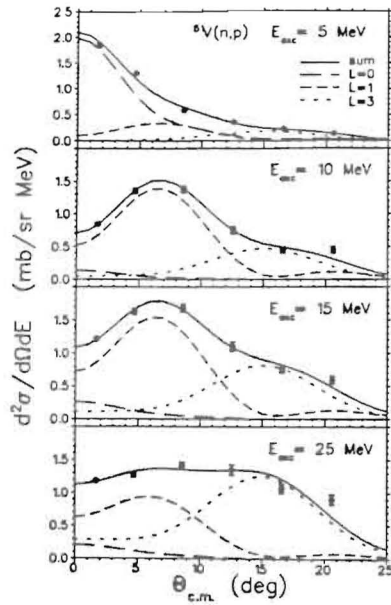 ⁵V(n,p) E_exc= 5 MeV
sum
L=0
L=1
L=3
2.5
2.0
1.5
1.0
0.5
0.0
E_exc= 10 MeV
1.5
1.0
0.5
0.0
E_exc= 15 MeV
1.5
1.0
0.5
0.0
E_exc= 25 MeV
1.5
1.0
0.5
0.0
0 5 10 15 20 25
d²σ/dΩdE (mb/sr MeV)
Θ_c.m. (deg)